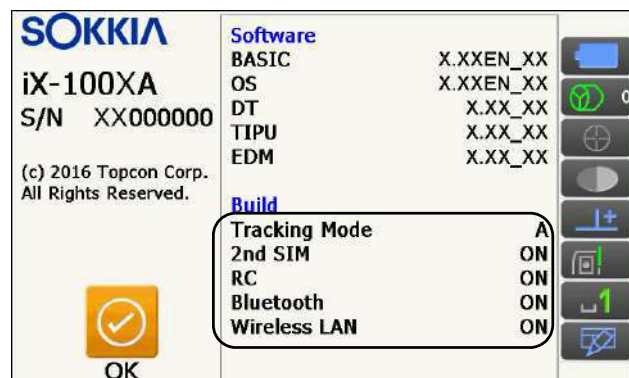 SOKKIA
iX-100XA
S/N XX000000
(c) 2016 Topcon Corp.
All Rights Reserved.
OK
Software
BASIC X.XXEN_XX
OS X.XXEN_XX
DT X.XX_XX
TIPU X.XX_XX
EDM X.XX_XX
Build
Tracking Mode A
2nd SIM ON
RC ON
Bluetooth ON
Wireless LAN ON
0
1